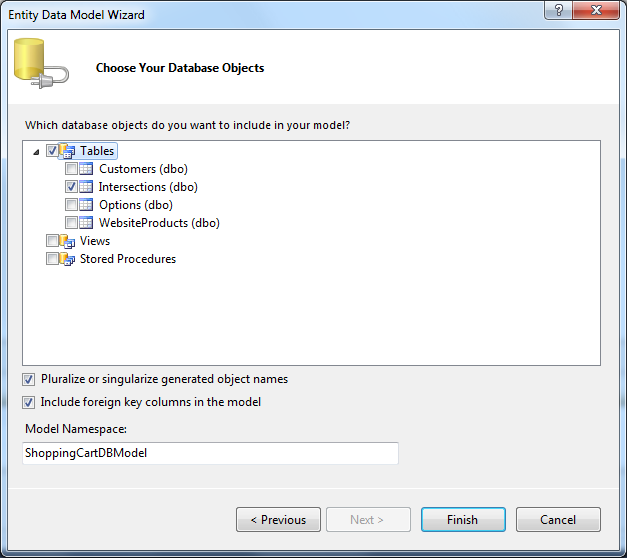 Entity Data Model Wizard
Choose Your Database Objects
Which database objects do you want to include in your model?
Tables
Customers (dbo)
Intersections (dbo)
Options (dbo)
WebsiteProducts (dbo)
Views
Stored Procedures
Pluralize or singularize generated object names
Include foreign key columns in the model
Model Namespace:
ShoppingCartDBModel
< Previous
Next >
Finish
Cancel